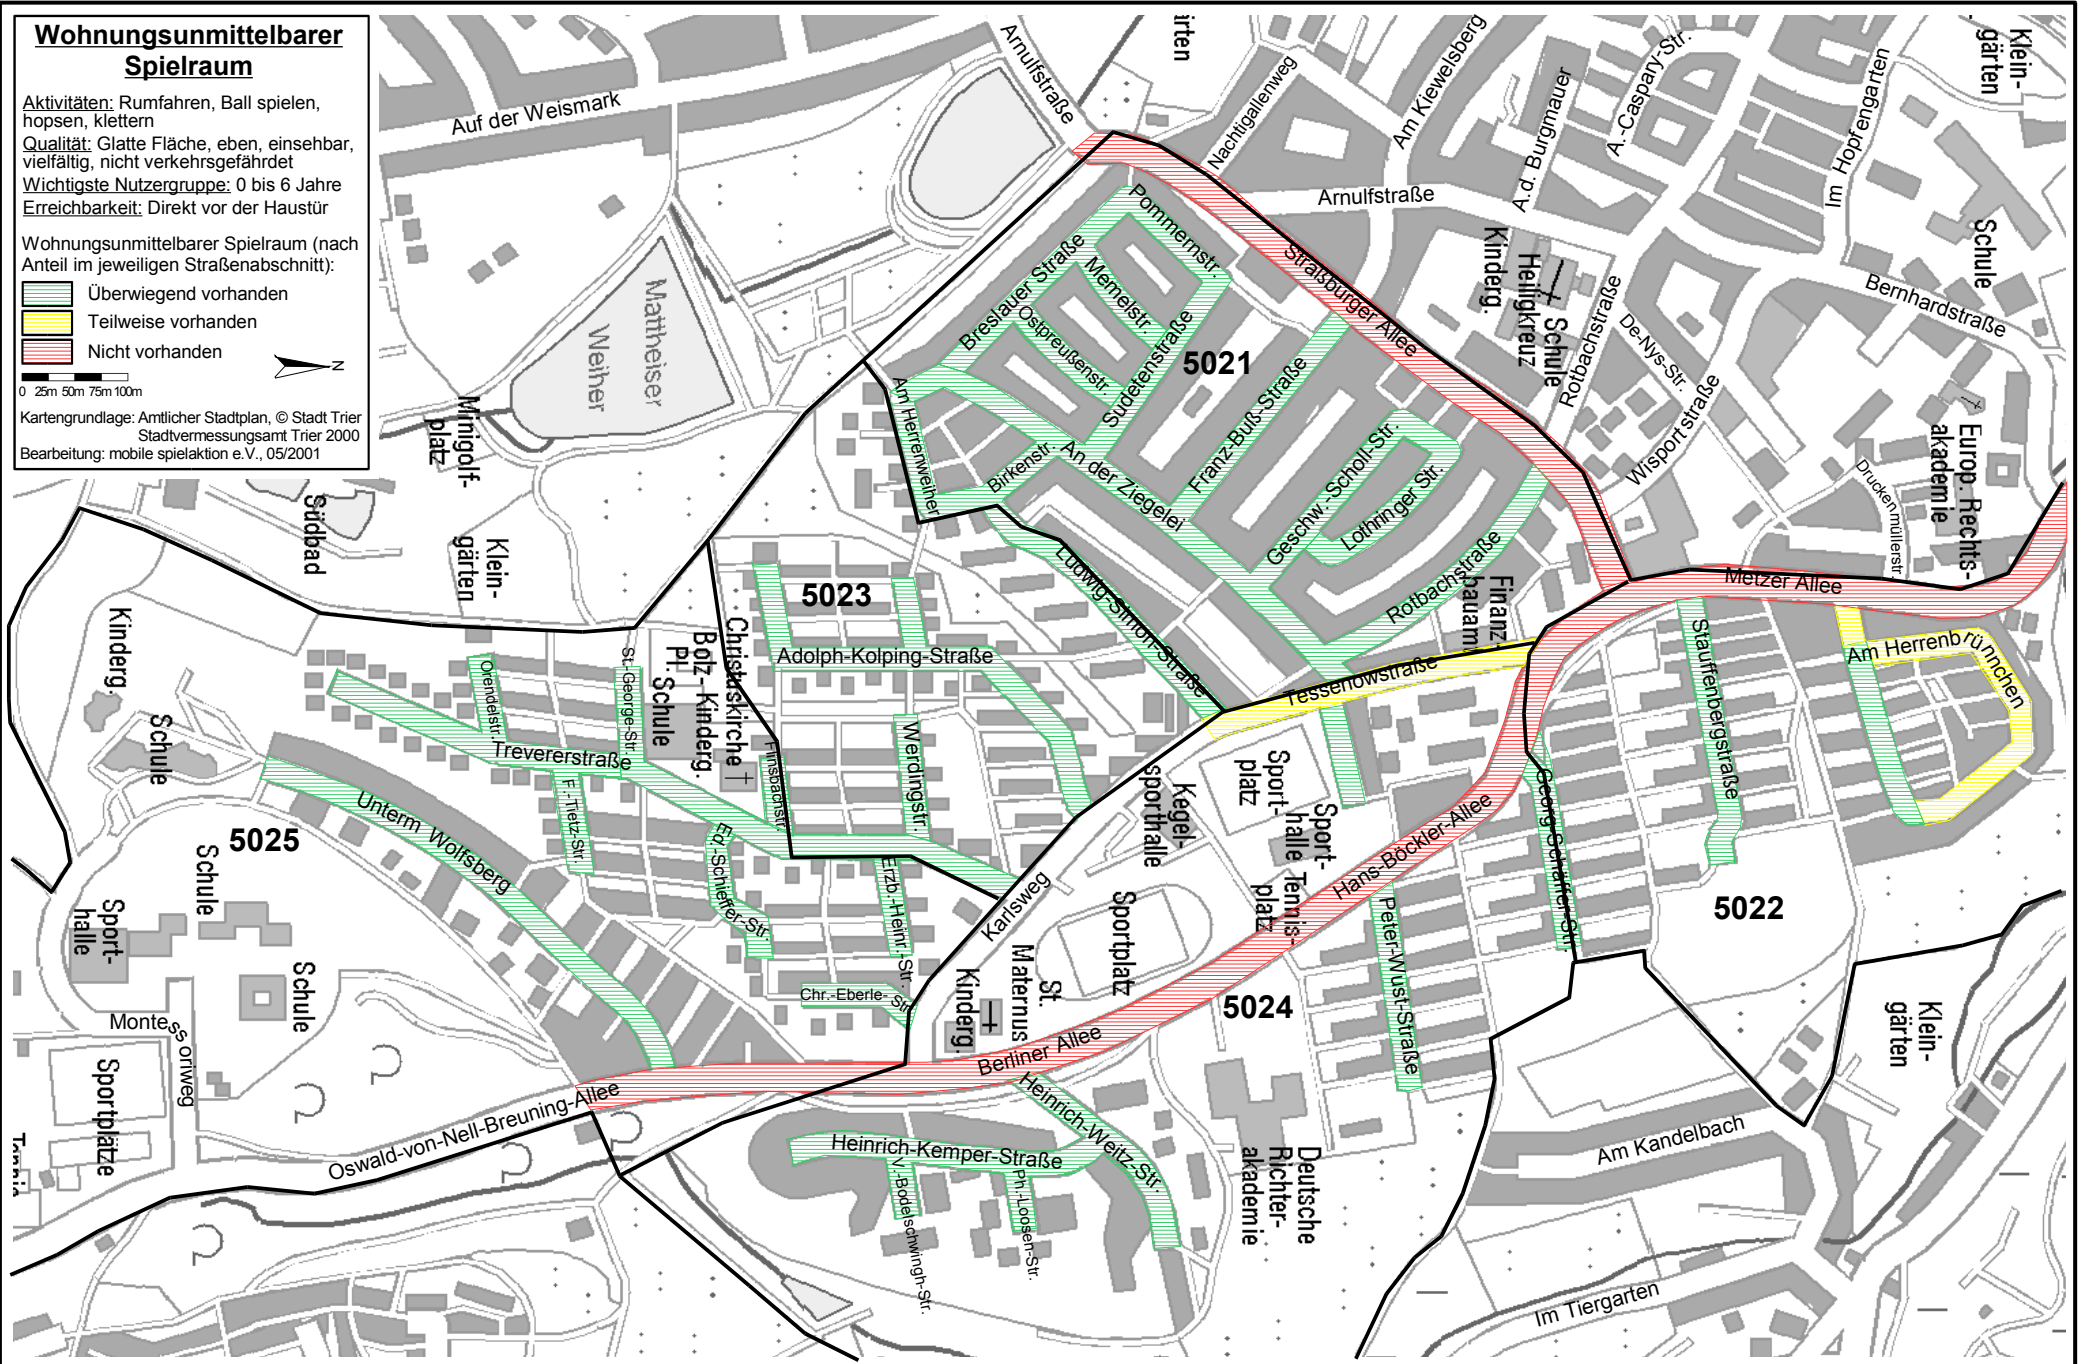 Wohnungsunmittelbarer
Spielraum
Aktivitäten: Rumfahren, Ball spielen,
hopsen, klettern
Qualität: Glatte Fläche, eben, einsehbar,
vielfältig, nicht verkehrsgefährdet
Wichtigste Nutzergruppe: 0 bis 6 Jahre
Erreichbarkeit: Direkt vor der Haustür
Wohnungsunmittelbarer Spielraum (nach
Anteil im jeweiligen Straßenabschnitt):
Überwiegend vorhanden
Teilweise vorhanden
Nicht vorhanden
N
0 25m 50m 75m 100m
Kartengrundlage: Amtlicher Stadtplan, © Stadt Trier
Stadtvermessungsamt Trier 2000
Bearbeitung: mobile spielaktion e.V., 05/2001
Auf der Weismark
Arnulfstraße
ärten
Nachtigallenweg
Am Kiewelsberg
A.d. Burgmauer
A.-Caspary-Str.
Im Hopfengarten
Klein-
gärten
Arnulfstraße
Schule
Bernhardstraße
Kinderg.
Heiligkreuz
Schule
Rotbachstraße
De-Nys-Str.
Wisportstraße
Druckenmüllerstr.
Europ. Rechts-
akademie
Mattheiser
Weiher
Minigolf-
platz
Südbad
Klein-
gärten
Pommernstr.
Breslauer Straße
Memelstr.
Ostpreußenstr.
Sudetenstraße
5021
Straßburger Allee
Franz-Buß-Straße
Geschw.-Scholl-Str.
Lothringer Str.
Rotbachstraße
Am Herrenweiher
Birkenstr.
An der Ziegelei
Ludwig-Simon-Straße
Finanz-
bauamt
Tessenowstraße
Metzer Allee
Stauffenbergstraße
Am Herrenbrünnchen
5022
Georg-Schäffer-Str.
Hans-Böckler-Allee
5023
Adolph-Kolping-Straße
Werdingstr.
Flinsbachstr.
Christuskirche
Bolz-
Pl.
Kinderg.
Schule
St.-George-Str.
Orendelstr.
Trevererstraße
F.-Tietz-Str.
Ed.-Schieffer-Str.
Erzb.-Heinr.-Str.
Chr.-Eberle-Str.
Karlsweg
Kegel-
sporthalle
Sport-
platz
Sport-
halle
Sport-
Tennis-
platz
Sportplatz
St.
Maternus
Kinderg.
Peter-Wust-Straße
5024
Berliner Allee
Kinderg.
Schule
5025
Unterm Wolfsberg
Schule
Sport-
halle
Schule
Montessoriweg
Sportplätze
Oswald-von-Nell-Breuning-Allee
Heinrich-Weitz-Str.
Heinrich-Kemper-Straße
V.-Bodelschwingh-Str.
Ph.-Loosen-Str.
Deutsche
Richter-
akademie
Am Kandelbach
Klein-
gärten
Im Tiergarten